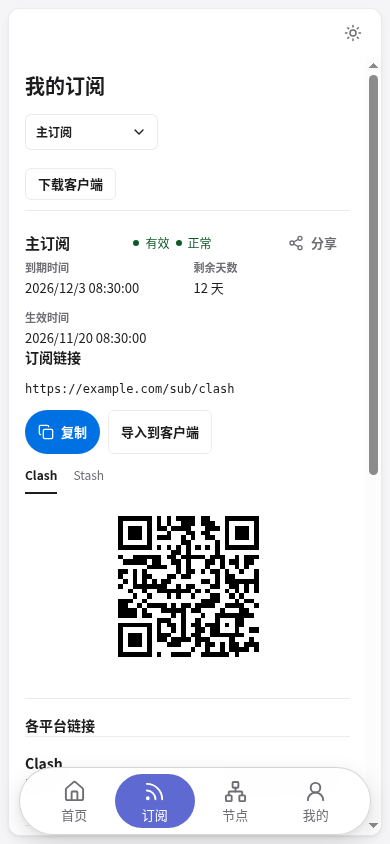 我的订阅
主订阅
下载客户端
主订阅
有效 正常
分享
到期时间
剩余天数
2026/12/3 08:30:00
12 天
生效时间
2026/11/20 08:30:00
订阅链接
https://example.com/sub/clash
复制
导入到客户端
Clash Stash
各平台链接
Clash
首页
订阅
节点
我的